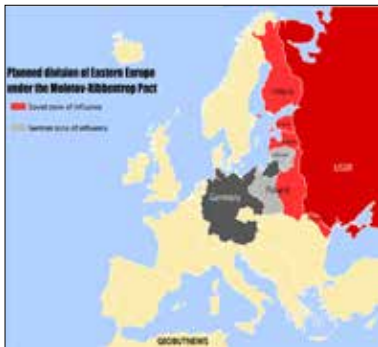 Planned division of Eastern Europe
under the Molotov-Ribbentrop Pact
Soviet zone of influence
German zone of influence
Finland
USSR
Poland
Germany
GEOBUTNEWS